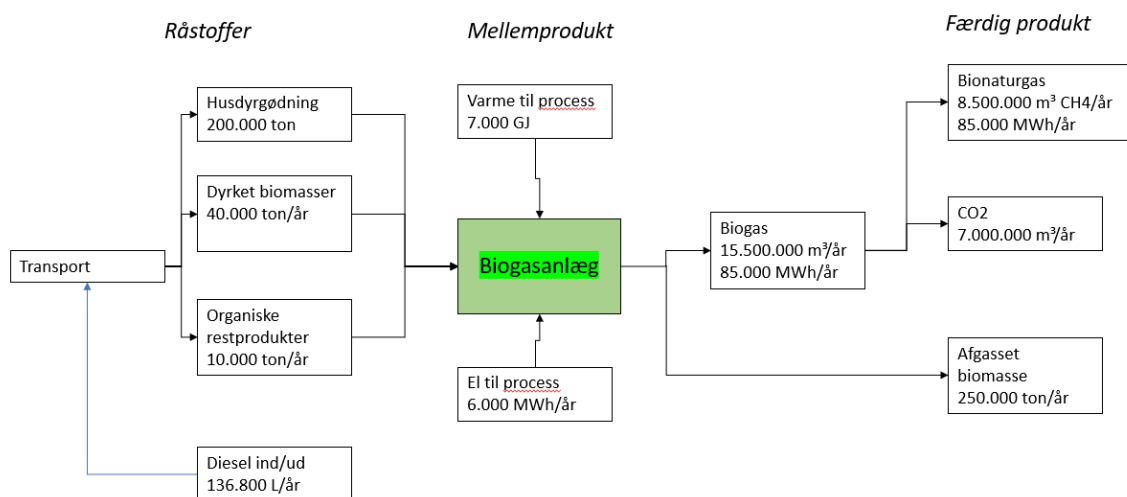 Råstoffer
Mellemprodukt
Færdig produkt
Husdyrgødning
200.000 ton
Varme til process
7.000 GJ
Bionaturgas
8.500.000 m³ CH4/år
85.000 MWh/år
Dyrket biomasser
40.000 ton/år
Transport
Biogasanlæg
Biogas
15.500.000 m³/år
85.000 MWh/år
CO2
7.000.000 m³/år
Organiske
restprodukter
10.000 ton/år
El til process
6.000 MWh/år
Afgasset
biomasse
250.000 ton/år
Diesel ind/ud
136.800 L/år